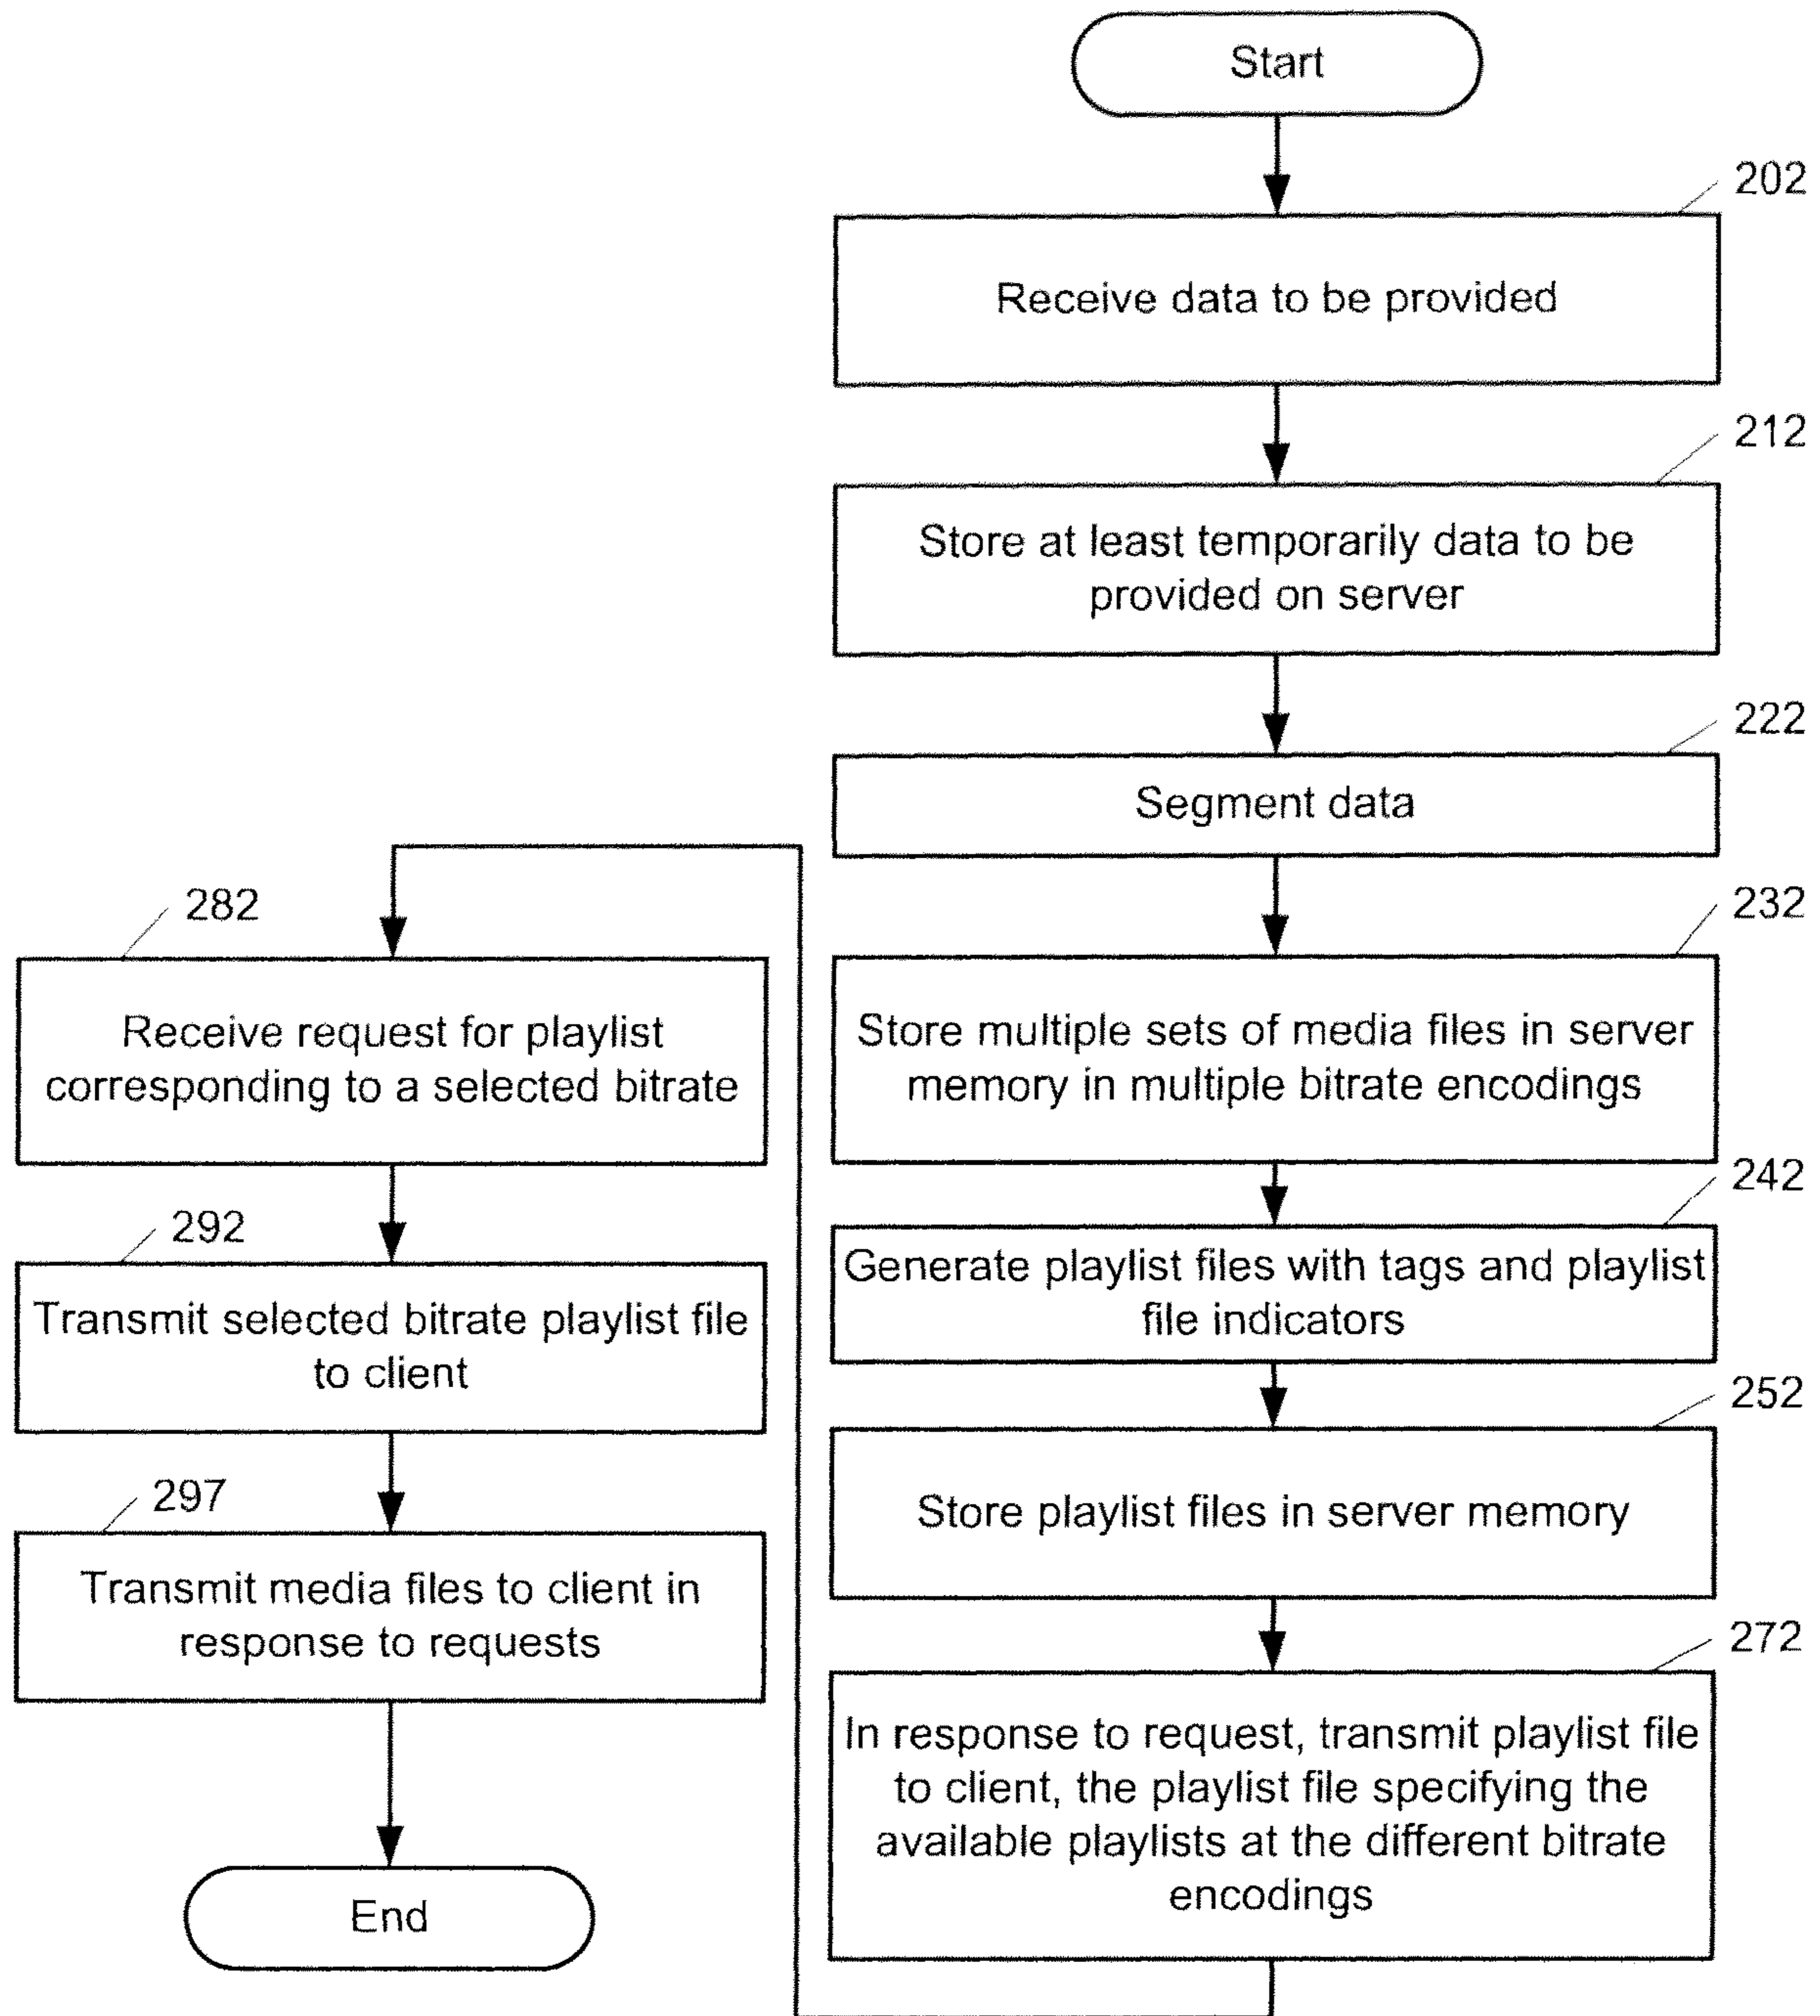 Start
202
Receive data to be provided
212
Store at least temporarily data to be
provided on server
222
Segment data
232
Store multiple sets of media files in server
memory in multiple bitrate encodings
242
Generate playlist files with tags and playlist
file indicators
252
Store playlist files in server memory
272
In response to request, transmit playlist file
to client, the playlist file specifying the
available playlists at the different bitrate
encodings
282
Receive request for playlist
corresponding to a selected bitrate
292
Transmit selected bitrate playlist file
to client
297
Transmit media files to client in
response to requests
End